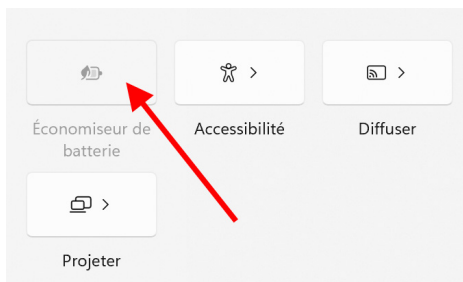 Économiseur de
batterie
Accessibilité
Diffuser
Projeter